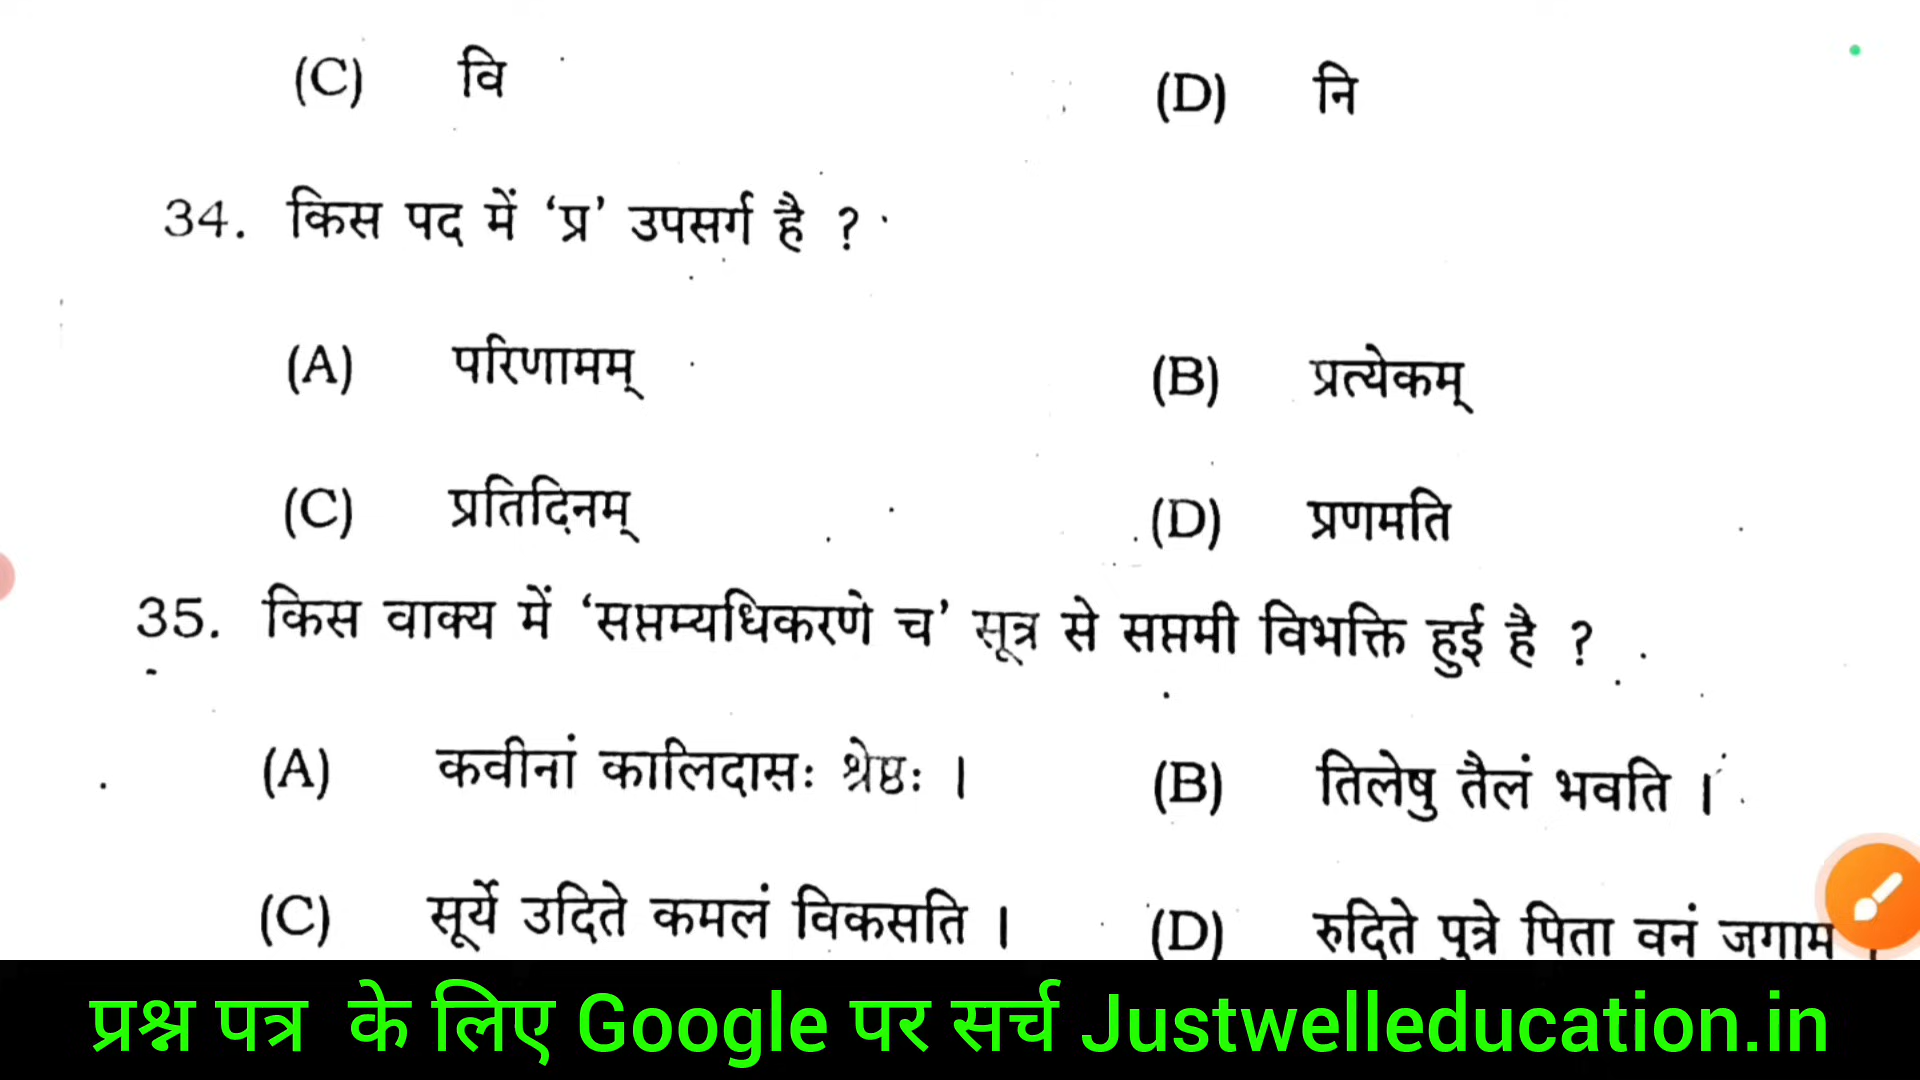 (C) वि (D) नि
34. किस पद में ‘प्र’ उपसर्ग है ?
(A) परिणामम् (B) प्रत्येकम्
(C) प्रतिदिनम् (D) प्रणमति
35. किस वाक्य में ‘सप्तम्यधिकरणे च’ सूत्र से सप्तमी विभक्ति हुई है ?
(A) कवीनां कालिदासः श्रेष्ठः । (B) तिलेषु तैलं भवति ।
(C) सूर्ये उदिते कमलं विकसति । (D) रुदिते पुत्रे पिता वनं जगाम ।
प्रश्न पत्र के लिए Google पर सर्च Justwelleducation.in